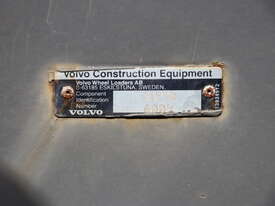 Volvo Construction Equipment
Volvo Wheel Loaders AB
S-63185 ESKILSTUNA, SWEDEN.
Component
Identification
Number
VOLVO